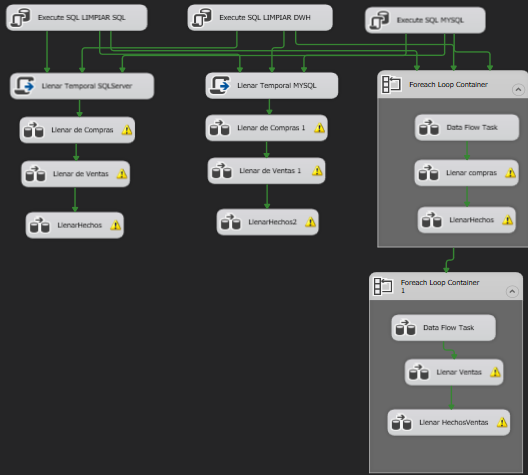 Execute SQL LIMPIAR SQL
Execute SQL LIMPIAR DWH
Execute SQL MYSQL
Llenar Temporal SQLServer
Llenar de Compras
Llenar de Ventas
LlenarHechos
Llenar Temporal MYSQL
Llenar de Compras 1
Llenar de Ventas 1
LlenarHechos2
Foreach Loop Container
Data Flow Task
Llenar compras
LlenarHechos
Foreach Loop Container
1
Data Flow Task
Llenar Ventas
Llenar HechosVentas